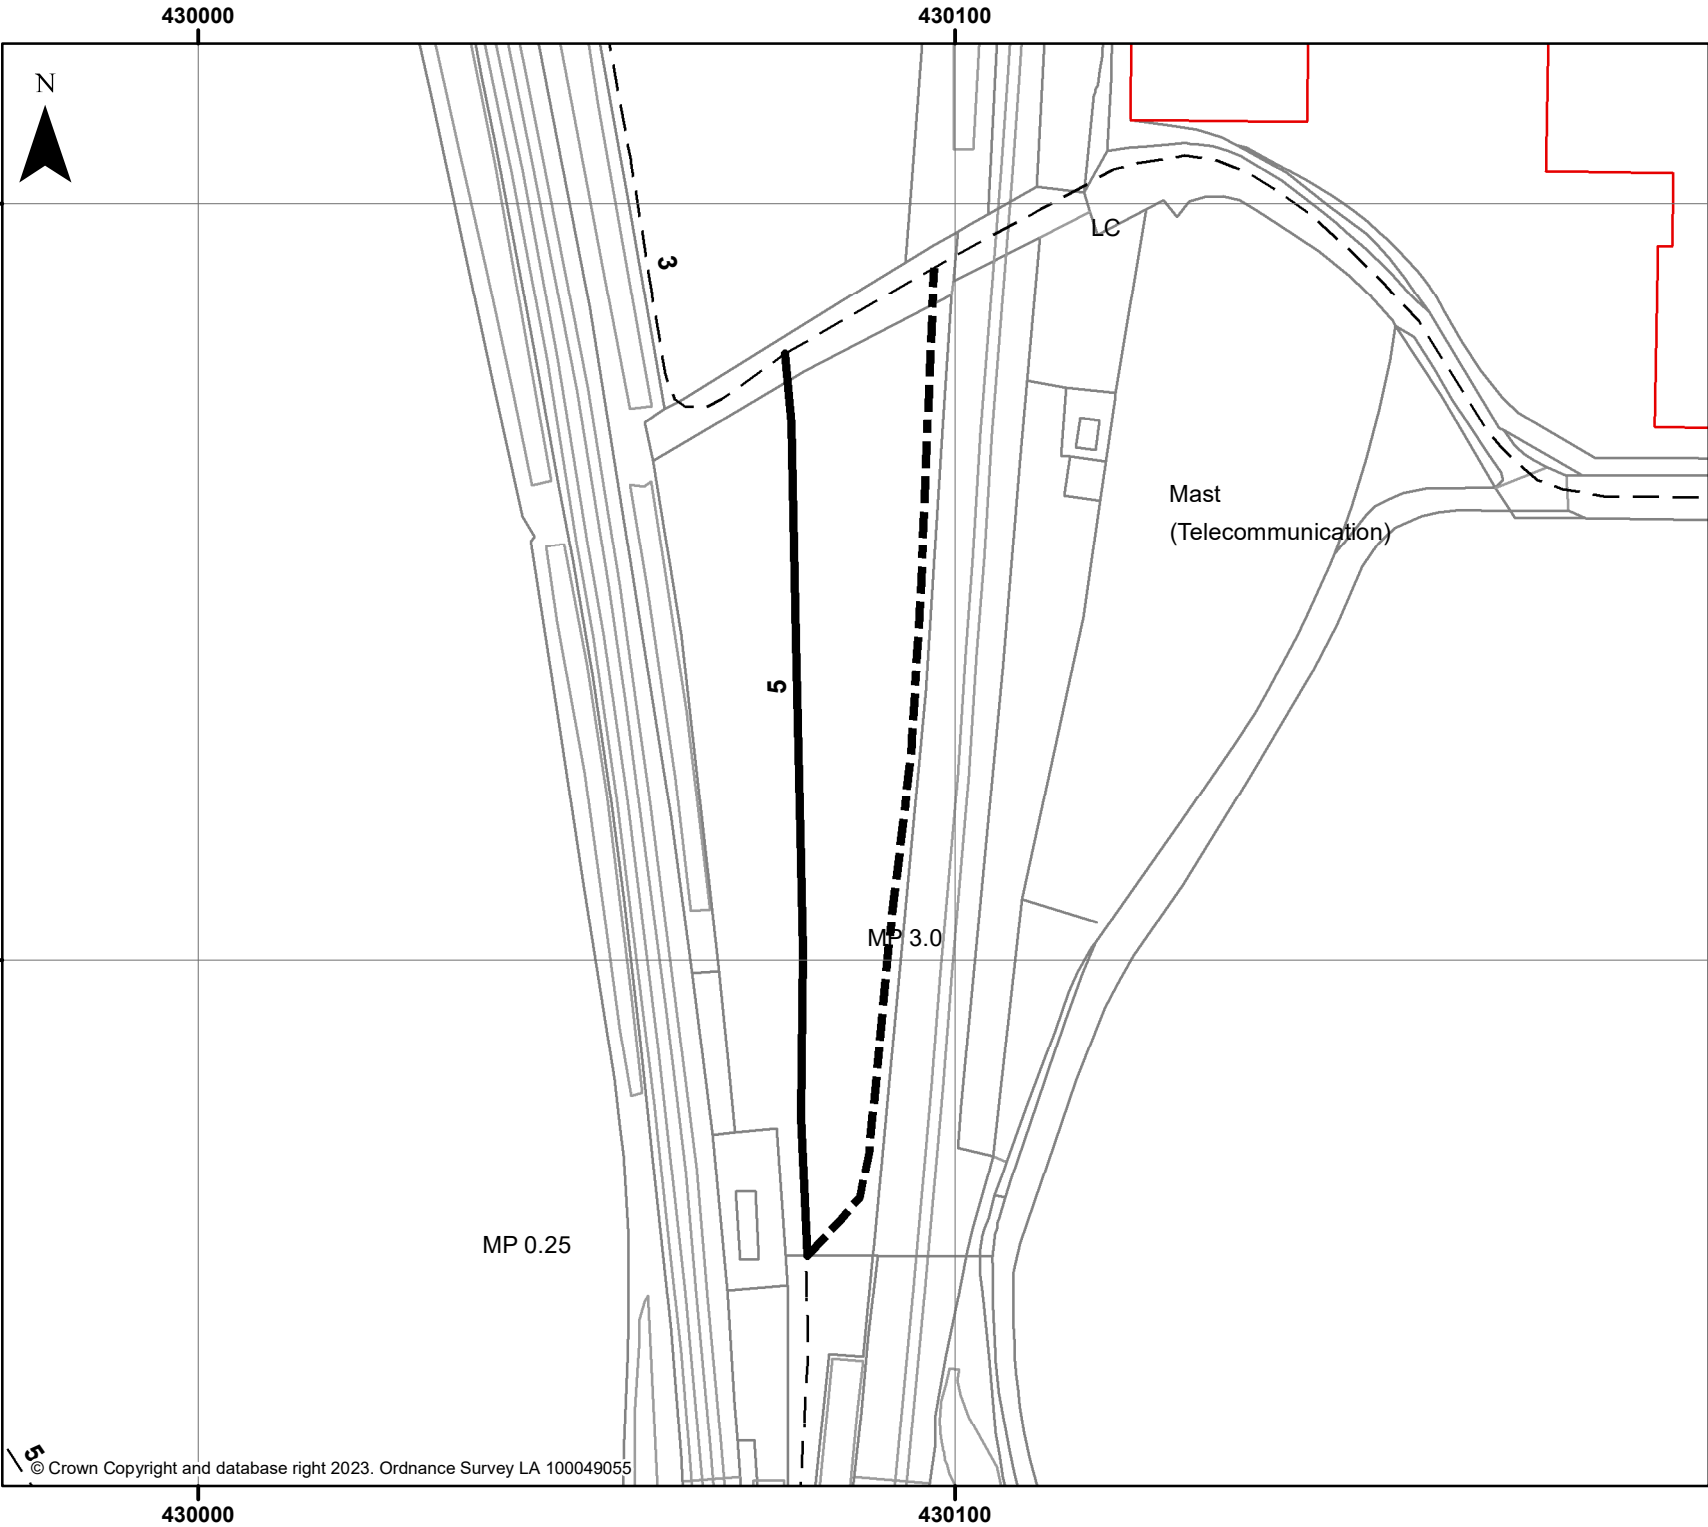 430000 430100
N
3
LC
Mast
(Telecommunication)
5
MP 3.0
MP 0.25
5
© Crown Copyright and database right 2023. Ordnance Survey LA 100049055
430000 430100